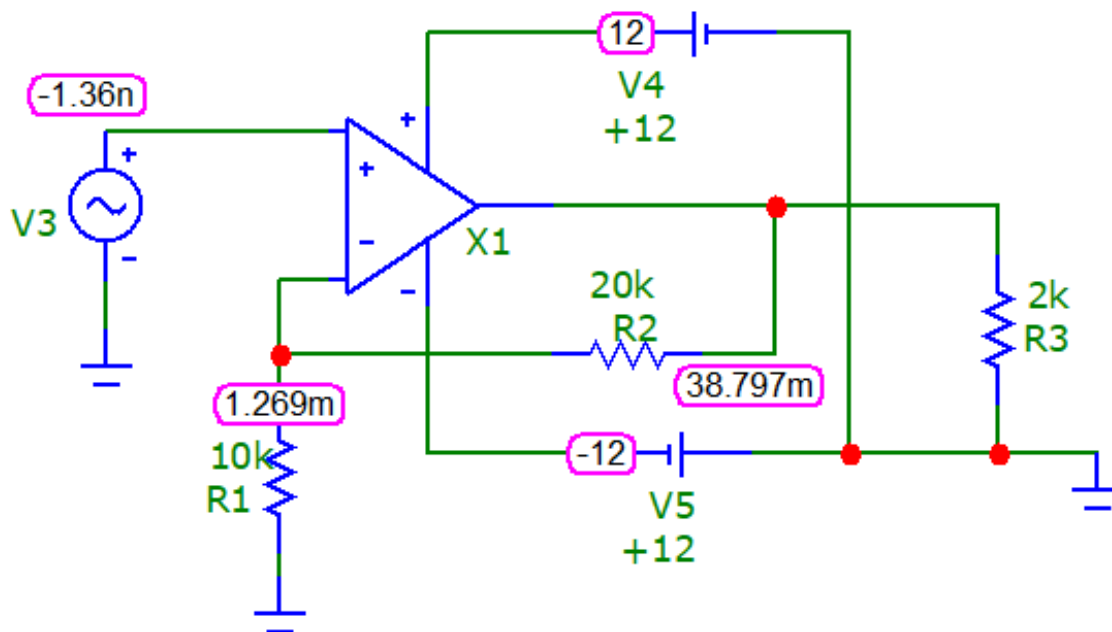 12
V4
+12
-1.36n
+
+
+
V3
−
−
X1
−
20k
R2
2k
R3
38.797m
1.269m
10k
R1
-12
V5
+12